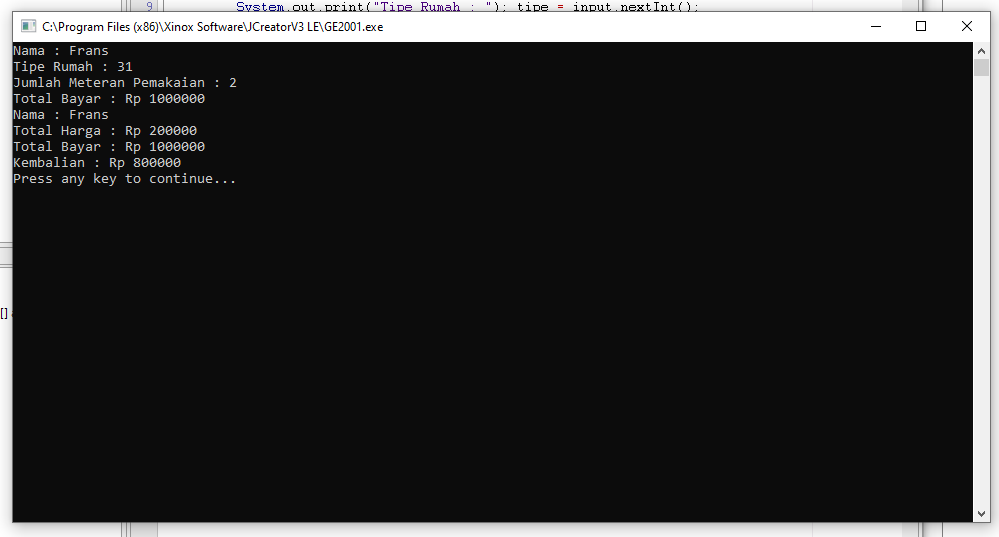 9 System.out.print("Tipe Rumah : "); tipe = input.nextInt();
C:\Program Files (x86)\Xinox Software\JCreatorV3 LE\GE2001.exe
Nama : Frans
Tipe Rumah : 31
Jumlah Meteran Pemakaian : 2
Total Bayar : Rp 1000000
Nama : Frans
Total Harga : Rp 200000
Total Bayar : Rp 1000000
Kembalian : Rp 800000
Press any key to continue...
[]